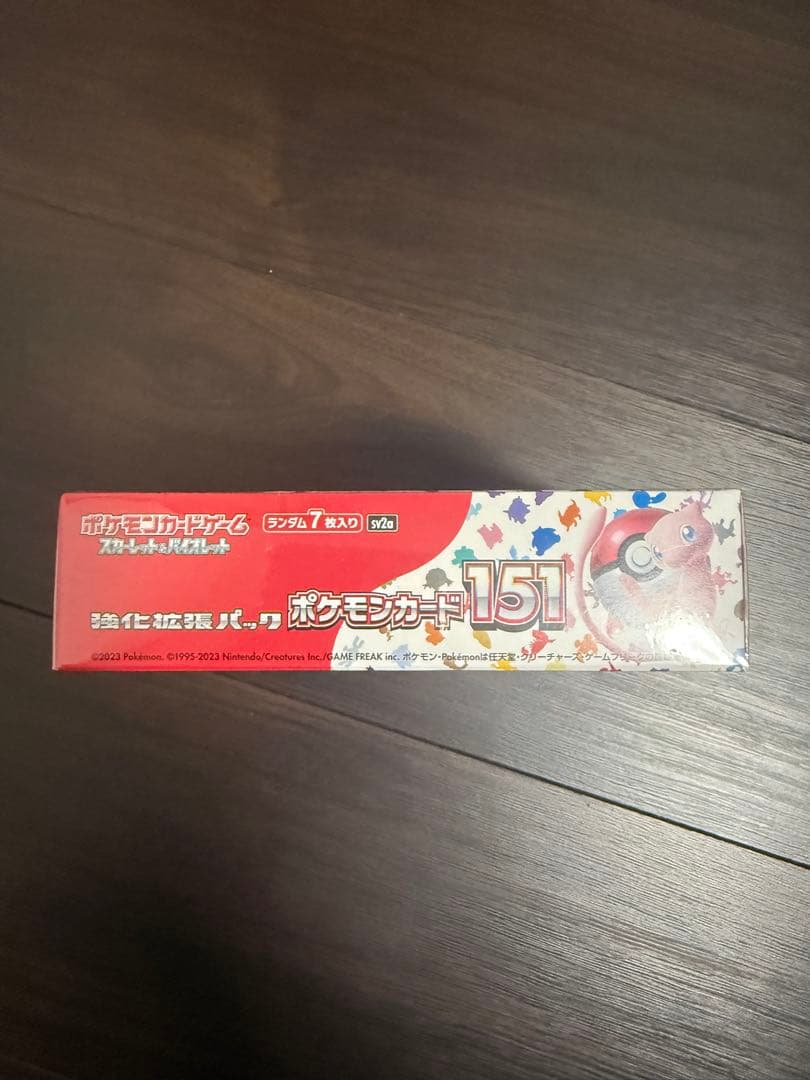 ポケモンカードゲーム
スカーレット&バイオレット
ランダム7枚入り
sv2a
強化拡張パック
ポケモンカード151
©2023 Pokémon. ©1995-2023 Nintendo/Creatures Inc./GAME FREAK inc. ポケモン・Pokémonは任天堂・クリーチャーズ・ゲームフリークの